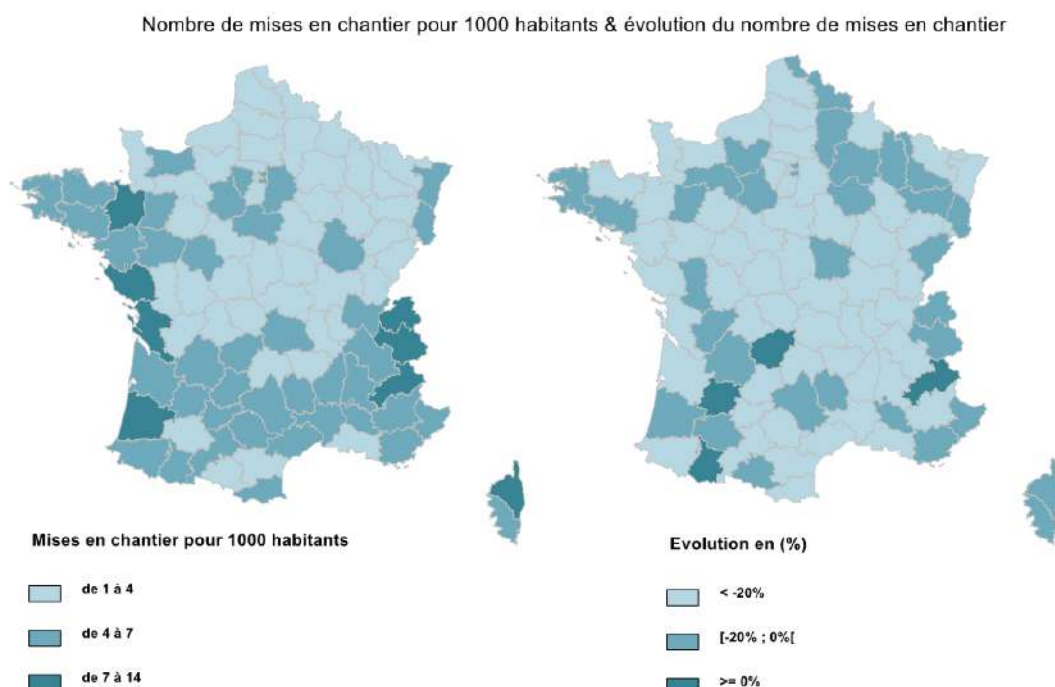 Nombre de mises en chantier pour 1000 habitants & évolution du nombre de mises en chantier
Mises en chantier pour 1000 habitants
de 1 à 4
de 4 à 7
de 7 à 14
Evolution en (%)
< -20%
[-20% ; 0%[
>= 0%